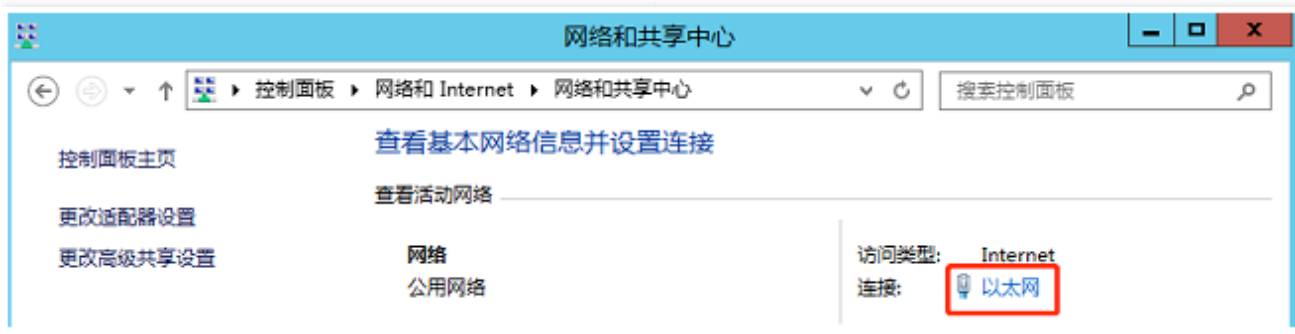 网络和共享中心
控制面板 网络和 Internet 网络和共享中心 搜索控制面板
控制面板主页
更改适配器设置
更改高级共享设置
查看基本网络信息并设置连接
查看活动网络
网络
公用网络
访问类型: Internet
连接: 以太网